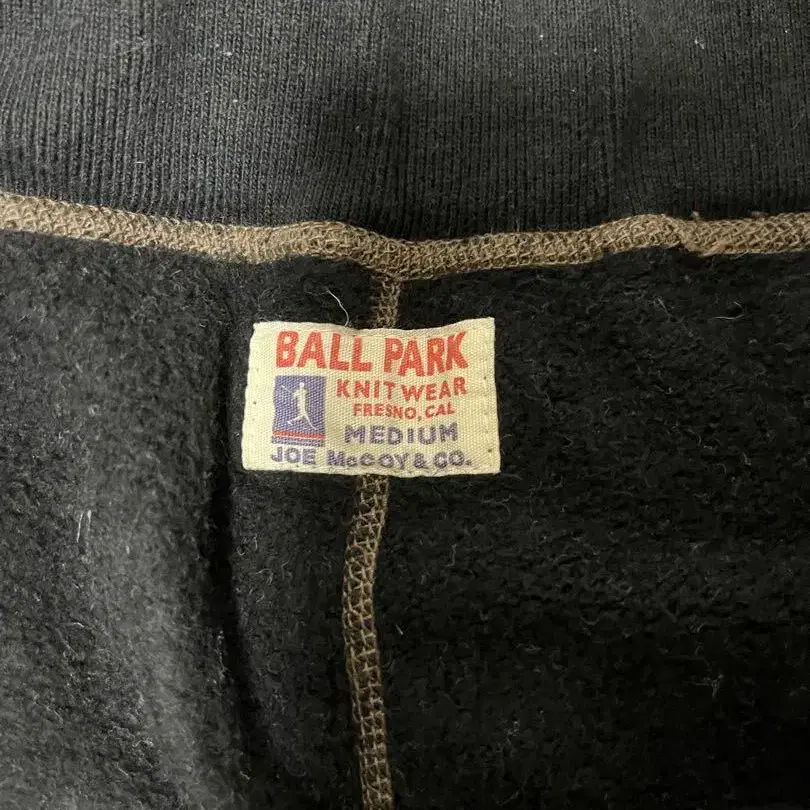 BALL PARK
KNIT WEAR
FRESNO, CAL
MEDIUM
JOE McCOY & CO.